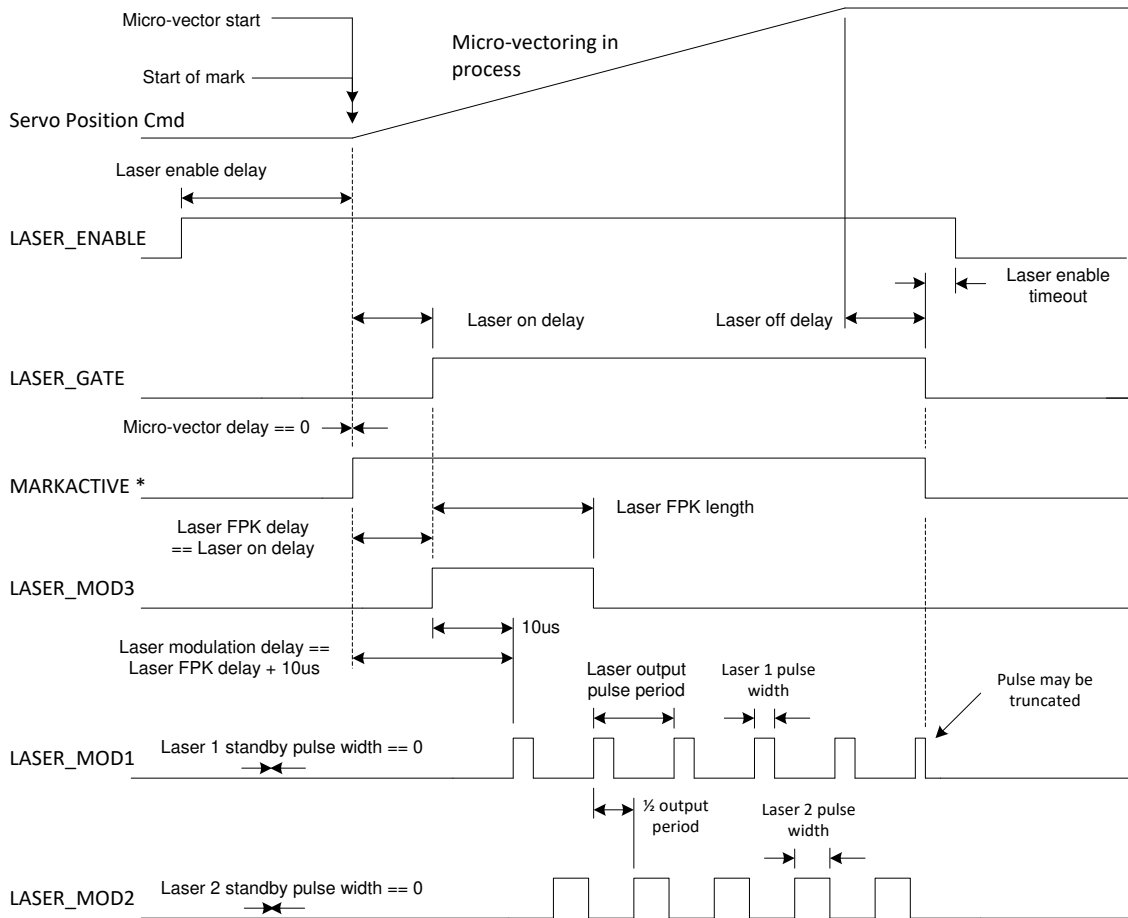 Micro-vector start
Micro-vectoring in
process
Start of mark
Servo Position Cmd
Laser enable delay
LASER_ENABLE
Laser enable
timeout
Laser on delay
Laser off delay
LASER_GATE
Micro-vector delay == 0
MARKACTIVE *
Laser FPK length
Laser FPK delay
== Laser on delay
LASER_MOD3
10us
Laser modulation delay ==
Laser FPK delay + 10us
Laser output
pulse period
Laser 1 pulse
width
Pulse may be
truncated
Laser 1 standby pulse width == 0
LASER_MOD1
½ output
period
Laser 2 pulse
width
Laser 2 standby pulse width == 0
LASER_MOD2